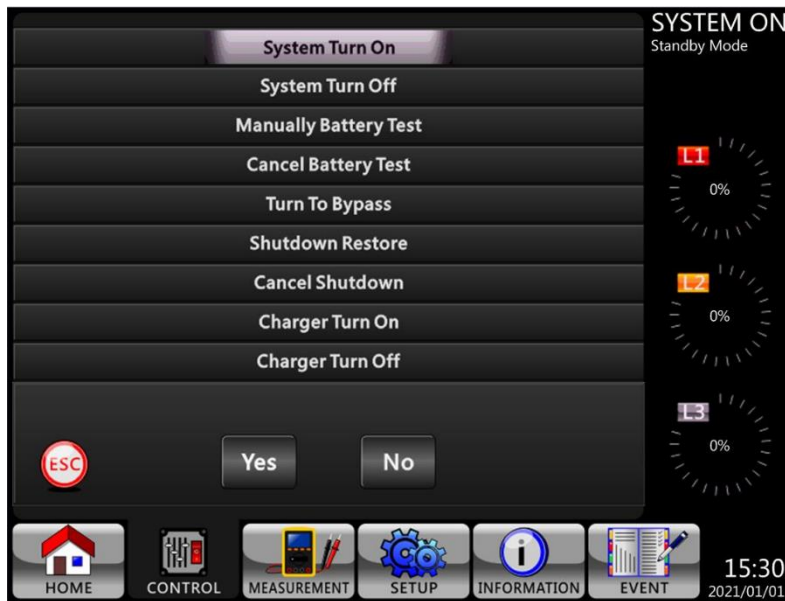 System Turn On
System Turn Off
Manually Battery Test
Cancel Battery Test
Turn To Bypass
Shutdown Restore
Cancel Shutdown
Charger Turn On
Charger Turn Off
ESC
Yes
No
SYSTEM ON
Standby Mode
L1
0%
L2
0%
L3
0%
HOME
CONTROL
MEASUREMENT
SETUP
INFORMATION
EVENT
15:30
2021/01/01